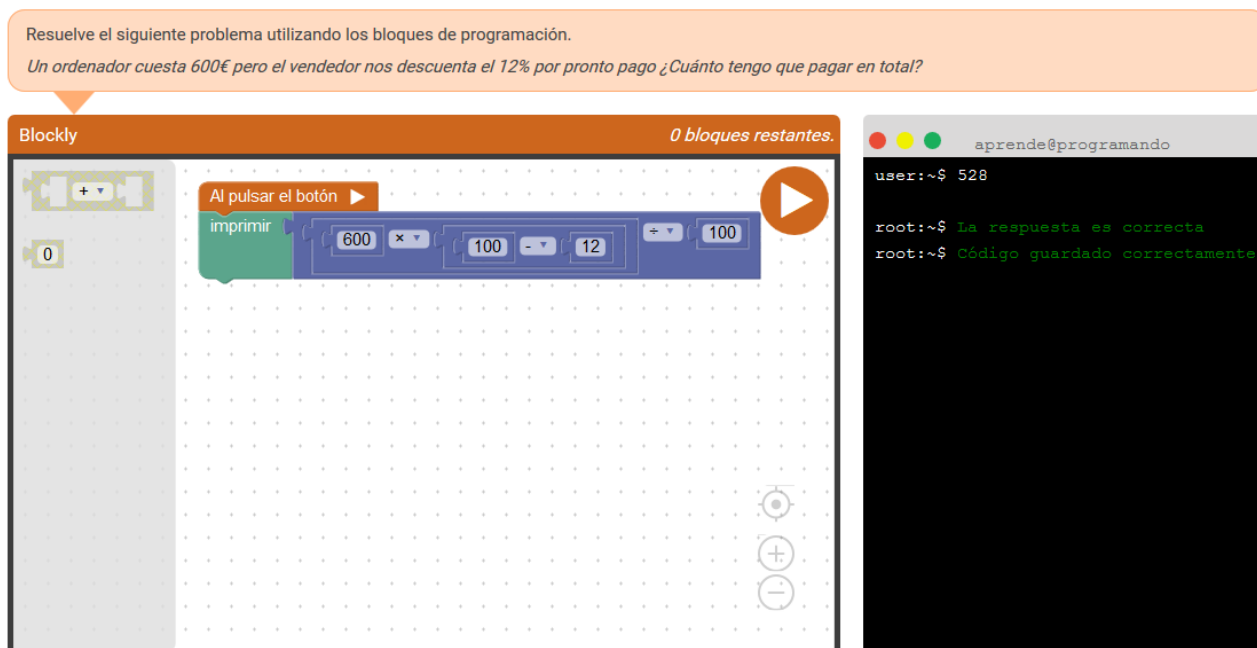 Resuelve el siguiente problema utilizando los bloques de programación.
Un ordenador cuesta 600€ pero el vendedor nos descuenta el 12% por pronto pago ¿Cuánto tengo que pagar en total?
Blockly
0 bloques restantes.
+
0
Al pulsar el botón
imprimir 600 × 100 - 12 ÷ 100
aprende@programando
user:~$ 528
root:~$ La respuesta es correcta
root:~$ Código guardado correctamente